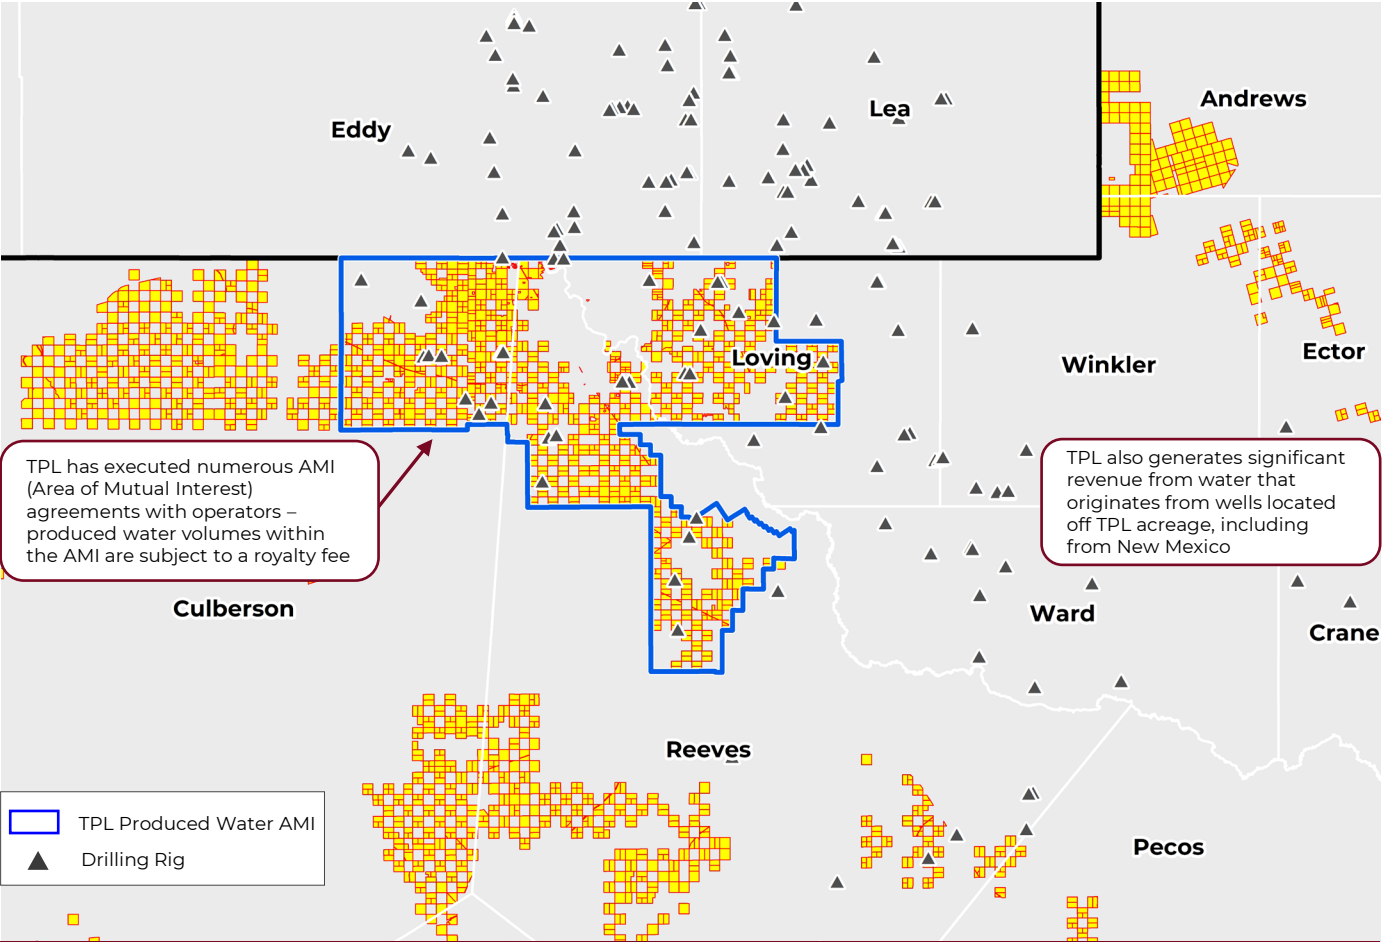 Andrews
Lea
Eddy
Ector
Loving
Winkler
TPL has executed numerous AMI
(Area of Mutual Interest)
agreements with operators –
produced water volumes within
the AMI are subject to a royalty fee
TPL also generates significant
revenue from water that
originates from wells located
off TPL acreage, including
from New Mexico
Culberson
Ward
Crane
Reeves
TPL Produced Water AMI
Drilling Rig
Pecos